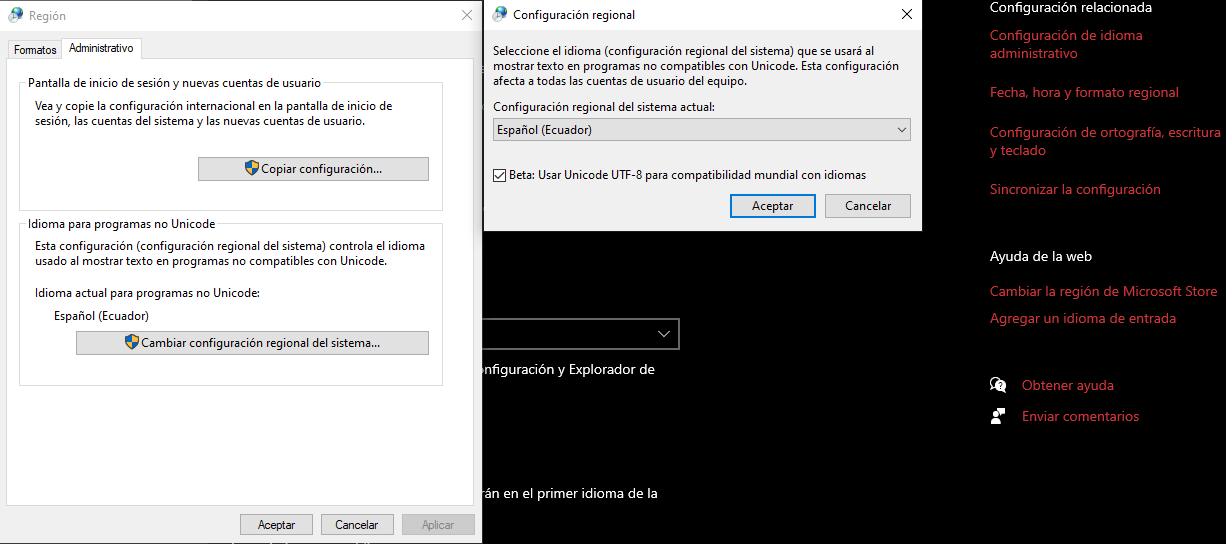 Región
Formatos
Administrativo
Pantalla de inicio de sesión y nuevas cuentas de usuario
Vea y copie la configuración internacional en la pantalla de inicio de
sesión, las cuentas del sistema y las nuevas cuentas de usuario.
Copiar configuración...
Idioma para programas no Unicode
Esta configuración (configuración regional del sistema) controla el idioma
usado al mostrar texto en programas no compatibles con Unicode.
Idioma actual para programas no Unicode:
Español (Ecuador)
Cambiar configuración regional del sistema...
Aceptar
Cancelar
Aplicar
Configuración regional
Seleccione el idioma (configuración regional del sistema) que se usará al
mostrar texto en programas no compatibles con Unicode. Esta configuración
afecta a todas las cuentas de usuario del equipo.
Configuración regional del sistema actual:
Español (Ecuador)
Beta: Usar Unicode UTF-8 para compatibilidad mundial con idiomas
Aceptar
Cancelar
onfiguración y Explorador de
rán en el primer idioma de la
Configuración relacionada
Configuración de idioma
administrativo
Fecha, hora y formato regional
Configuración de ortografía, escritura
y teclado
Sincronizar la configuración
Ayuda de la web
Cambiar la región de Microsoft Store
Agregar un idioma de entrada
Obtener ayuda
Enviar comentarios